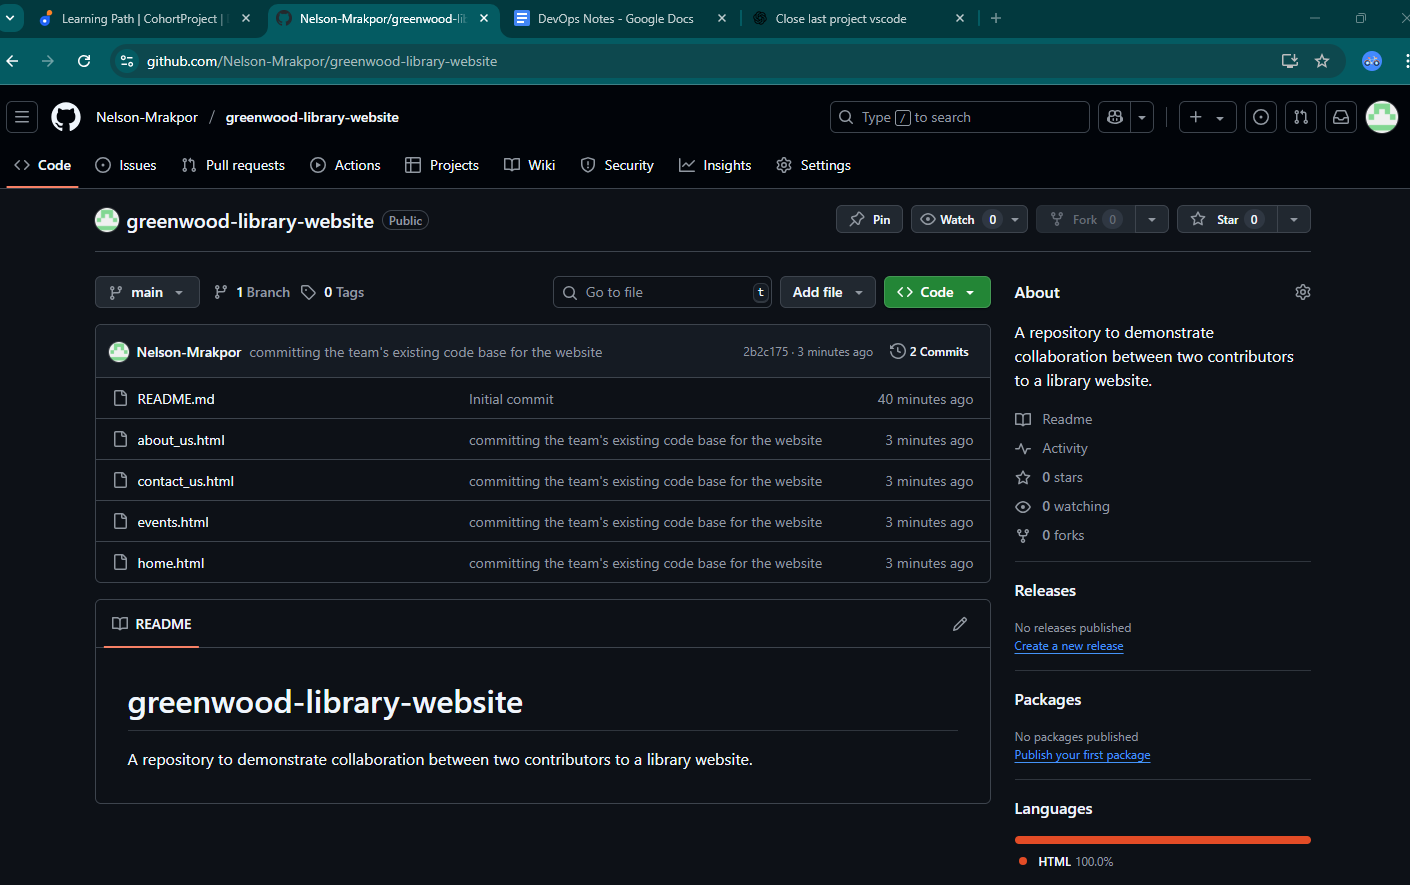 Learning Path | CohortProject |
Nelson-Mrakpor/greenwood-lib
DevOps Notes - Google Docs
Close last project vscode
github.com/Nelson-Mrakpor/greenwood-library-website
Nelson-Mrakpor / greenwood-library-website
Type / to search
Code
Issues
Pull requests
Actions
Projects
Wiki
Security
Insights
Settings
greenwood-library-website Public
Pin
Watch 0
Fork 0
Star 0
main
1 Branch
0 Tags
Go to file t
Add file
Code
Nelson-Mrakpor committing the team's existing code base for the website 2b2c175 · 3 minutes ago 2 Commits
README.md Initial commit 40 minutes ago
about_us.html committing the team's existing code base for the website 3 minutes ago
contact_us.html committing the team's existing code base for the website 3 minutes ago
events.html committing the team's existing code base for the website 3 minutes ago
home.html committing the team's existing code base for the website 3 minutes ago
README
greenwood-library-website
A repository to demonstrate collaboration between two contributors to a library website.
About
A repository to demonstrate
collaboration between two contributors
to a library website.
Readme
Activity
0 stars
0 watching
0 forks
Releases
No releases published
Create a new release
Packages
No packages published
Publish your first package
Languages
HTML 100.0%